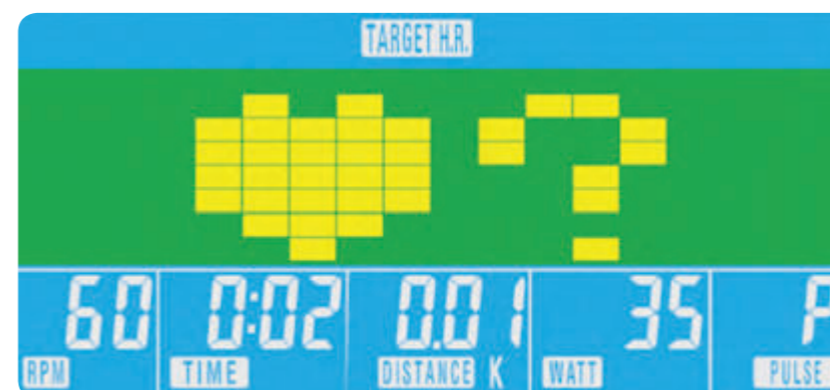 TARGET H.R.
?
60 0:02 0.01 35 P
RPM TIME DISTANCE K WATT PULSE